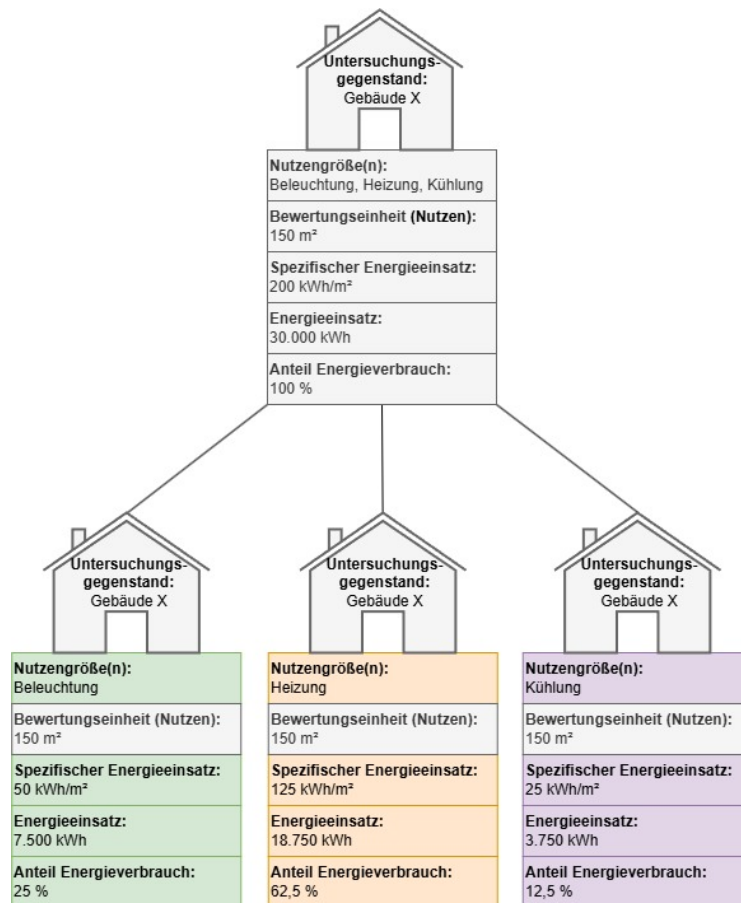 Untersuchungs-
gegenstand:
Gebäude X
Nutzengröße(n):
Beleuchtung, Heizung, Kühlung
Bewertungseinheit (Nutzen):
150 m²
Spezifischer Energieeinsatz:
200 kWh/m²
Energieeinsatz:
30.000 kWh
Anteil Energieverbrauch:
100 %
Untersuchungs-
gegenstand:
Gebäude X
Nutzengröße(n):
Beleuchtung
Bewertungseinheit (Nutzen):
150 m²
Spezifischer Energieeinsatz:
50 kWh/m²
Energieeinsatz:
7.500 kWh
Anteil Energieverbrauch:
25 %
Untersuchungs-
gegenstand:
Gebäude X
Nutzengröße(n):
Heizung
Bewertungseinheit (Nutzen):
150 m²
Spezifischer Energieeinsatz:
125 kWh/m²
Energieeinsatz:
18.750 kWh
Anteil Energieverbrauch:
62,5 %
Untersuchungs-
gegenstand:
Gebäude X
Nutzengröße(n):
Kühlung
Bewertungseinheit (Nutzen):
150 m²
Spezifischer Energieeinsatz:
25 kWh/m²
Energieeinsatz:
3.750 kWh
Anteil Energieverbrauch:
12,5 %